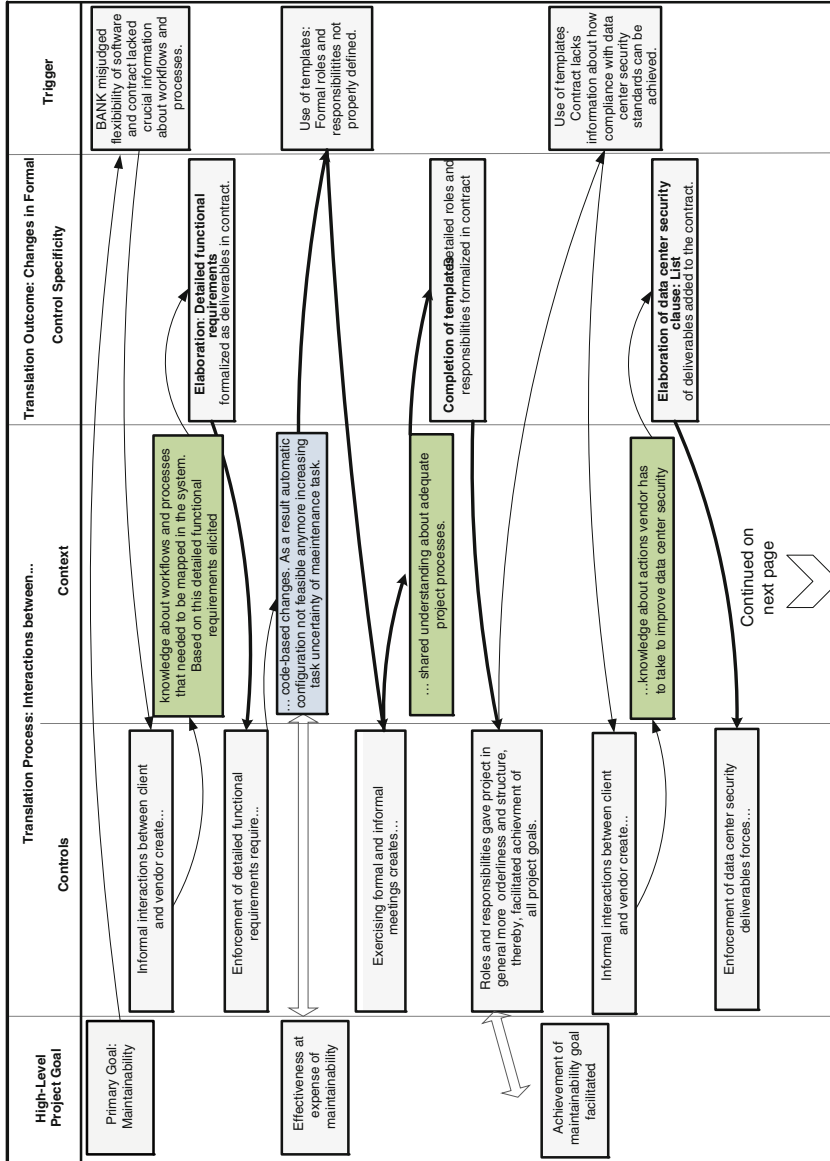 High-Level
Project Goal
Translation Process: Interactions between...
Controls
Context
Translation Outcome: Changes in Formal
Control Specificity
Trigger
Primary Goal:
Maintainability
BANK misjudged
flexibility of software
and contract lacked
crucial information
about workflows and
processes.
Informal interactions between client
and vendor create…
knowledge about workflows and processes
that needed to be mapped in the system.
Based on this detailed functional
requirements elicited
Elaboration: Detailed functional
requirements
formalized as deliverables in contract.
Enforcement of detailed functional
requirements require...
Effectiveness at
expense of
maintainability
… code-based changes. As a result automatic
configuration not feasible anymore increasing
task uncertainty of maeintenance task.
Use of templates:
Formal roles and
responsibilitites not
properly defined.
Exercising formal and informal
meetings creates…
… shared understanding about adequate
project processes.
Completion of templates Detailed roles and
responsibilities formalized in contract
Roles and responsibilities gave project in
general more orderliness and structure,
thereby, facilitated achievment of
all project goals.
Achievement of
maintainability goal
facilitated
Use of templates
Contract lacks
information about how
compliance with data
center security
standards can be
achieved.
Informal interactions between client
and vendor create…
...knowledge about actions vendor has
to take to improve data center security
Elaboration of data center security
clause: List
of deliverables added to the contract.
Enforcement of data center security
deliverables forces…
Continued on
next page